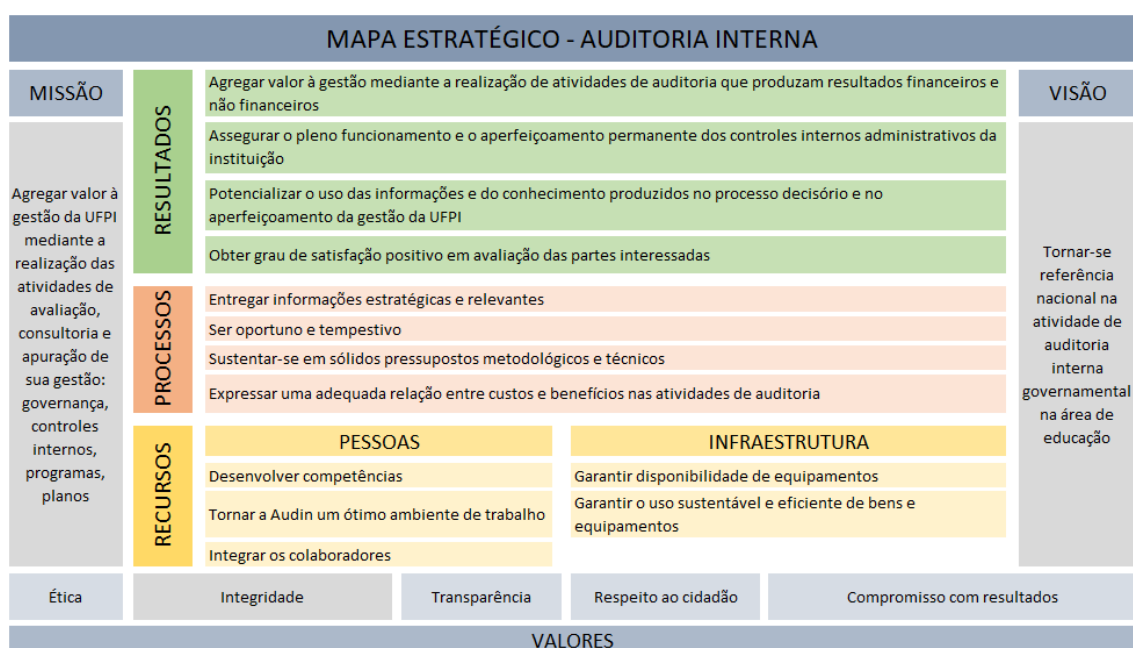 MAPA ESTRATÉGICO - AUDITORIA INTERNA
MISSÃO
Agregar valor à
gestão da UFPI
mediante a
realização das
atividades de
avaliação,
consultoria e
apuração de
sua gestão:
governança,
controles
internos,
programas,
planos
RESULTADOS
Agregar valor à gestão mediante a realização de atividades de auditoria que produzam resultados financeiros e
não financeiros
Assegurar o pleno funcionamento e o aperfeiçoamento permanente dos controles internos administrativos da
instituição
Potencializar o uso das informações e do conhecimento produzidos no processo decisório e no
aperfeiçoamento da gestão da UFPI
Obter grau de satisfação positivo em avaliação das partes interessadas
PROCESSOS
Entregar informações estratégicas e relevantes
Ser oportuno e tempestivo
Sustentar-se em sólidos pressupostos metodológicos e técnicos
Expressar uma adequada relação entre custos e benefícios nas atividades de auditoria
RECURSOS
PESSOAS
Desenvolver competências
Tornar a Audin um ótimo ambiente de trabalho
Integrar os colaboradores
INFRAESTRUTURA
Garantir disponibilidade de equipamentos
Garantir o uso sustentável e eficiente de bens e
equipamentos
VISÃO
Tornar-se
referência
nacional na
atividade de
auditoria
interna
governamental
na área de
educação
Ética
Integridade
Transparência
Respeito ao cidadão
Compromisso com resultados
VALORES